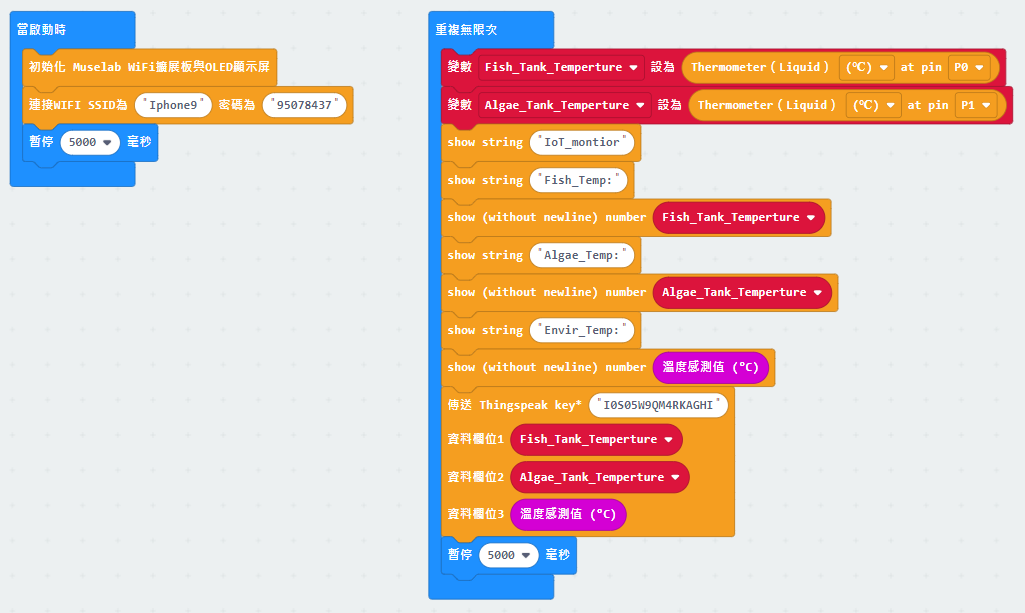 當啟動時
初始化 Muselab WiFi擴展板與OLED顯示屏
連接WIFI SSID為 "Iphone9" 密碼為 "95078437"
暫停 5000 毫秒
重複無限次
變數 Fish_Tank_Temperture 設為 Thermometer(Liquid) (℃) at pin P0
變數 Algae_Tank_Temperture 設為 Thermometer(Liquid) (℃) at pin P1
show string "IoT_montior"
show string "Fish_Temp:"
show (without newline) number Fish_Tank_Temperture
show string "Algae_Temp:"
show (without newline) number Algae_Tank_Temperture
show string "Envir_Temp:"
show (without newline) number 溫度感測值 (°C)
傳送 Thingspeak key* "I0S05W9QM4RKAGHI"
資料欄位1 Fish_Tank_Temperture
資料欄位2 Algae_Tank_Temperture
資料欄位3 溫度感測值 (°C)
暫停 5000 毫秒